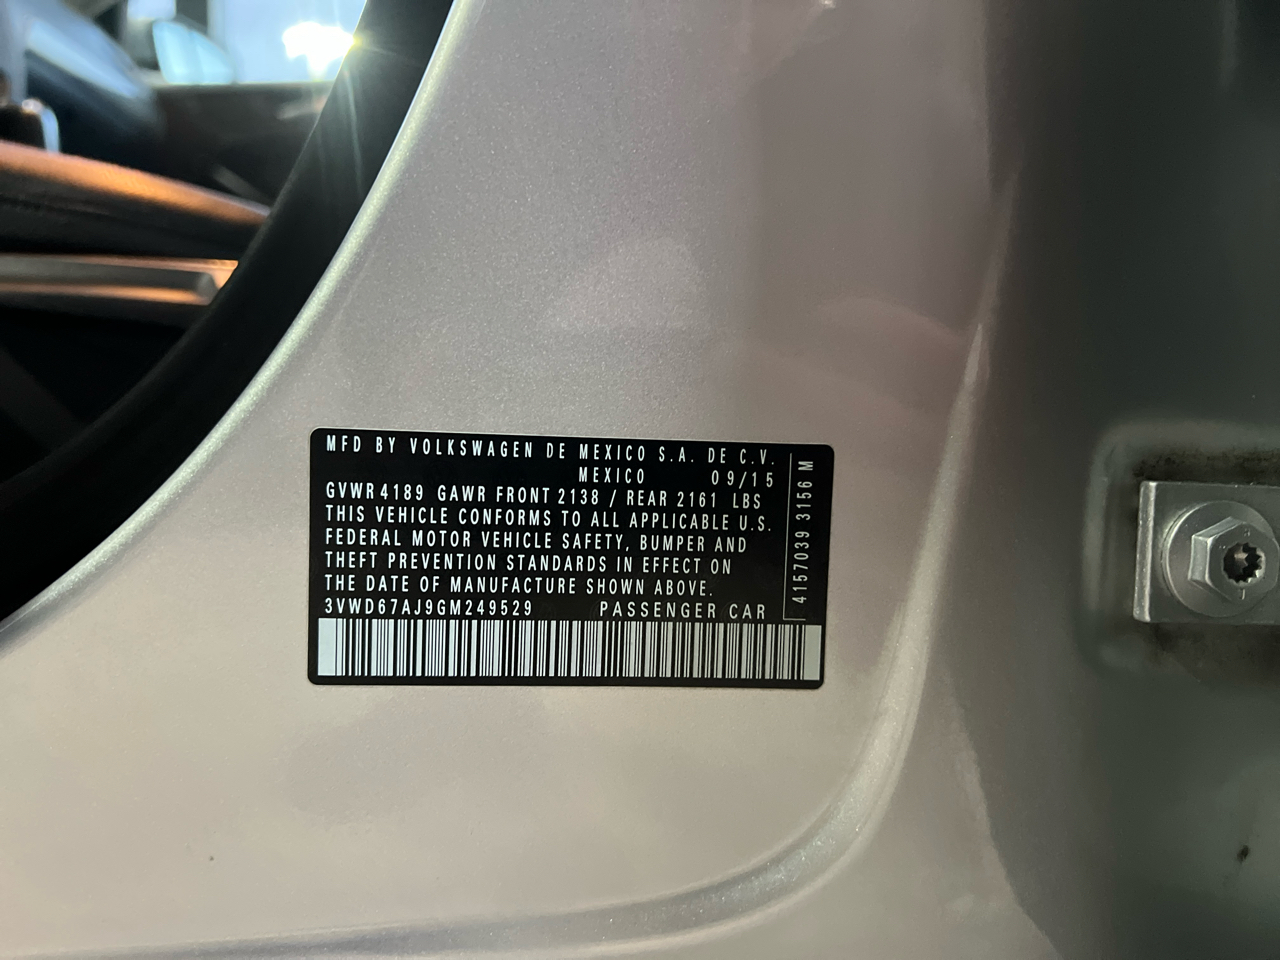 MFD BY VOLKSWAGEN DE MEXICO S.A. DE C.V.
MEXICO 09/15
GVWR 4189 GAWR FRONT 2138 / REAR 2161 LBS
THIS VEHICLE CONFORMS TO ALL APPLICABLE U.S.
FEDERAL MOTOR VEHICLE SAFETY, BUMPER AND
THEFT PREVENTION STANDARDS IN EFFECT ON
THE DATE OF MANUFACTURE SHOWN ABOVE.
3VWD67AJ9GM249529 PASSENGER CAR
4157039 3156 M